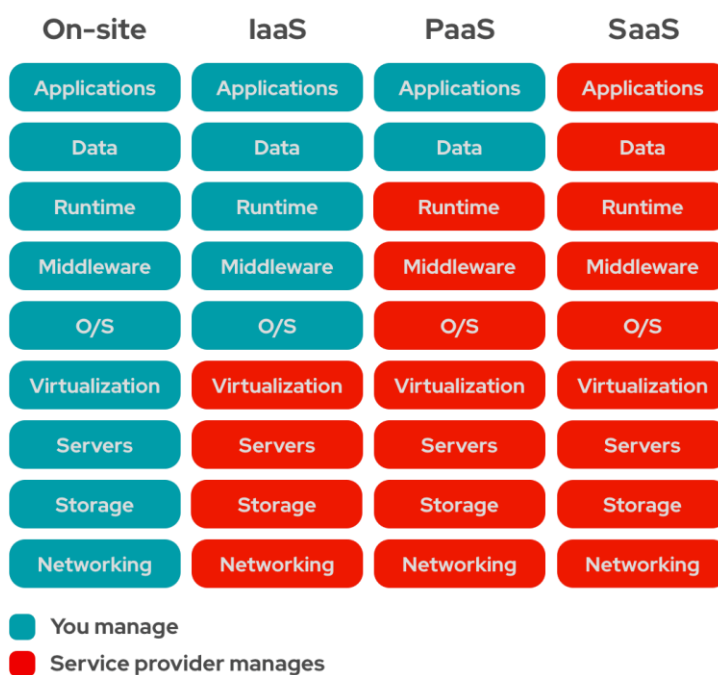 On-site IaaS PaaS SaaS
Applications Applications Applications Applications
Data Data Data Data
Runtime Runtime Runtime Runtime
Middleware Middleware Middleware Middleware
O/S O/S O/S O/S
Virtualization Virtualization Virtualization Virtualization
Servers Servers Servers Servers
Storage Storage Storage Storage
Networking Networking Networking Networking
You manage
Service provider manages